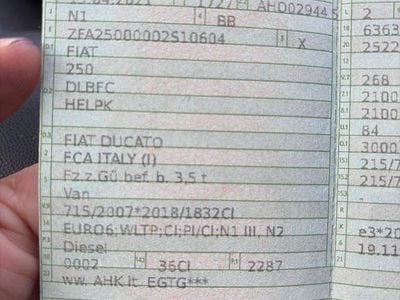 N1 BB
ZFA25000002S10604 X
FIAT
250
DLBFC
HELPK
FIAT DUCATO
FCA ITALY (I)
Fz.z.Gü bef. b. 3,5 t
Van
715/2007*2018/1832CI
EURO6;WLTP;CI;PI/CI;N1 III, N2
Diesel
0002 36CI 2287
ww. AHK lt. EGTG***
2
6363
2522
268
2100
2100
84
3000
215/7
215/7
-
e3*20
19.11